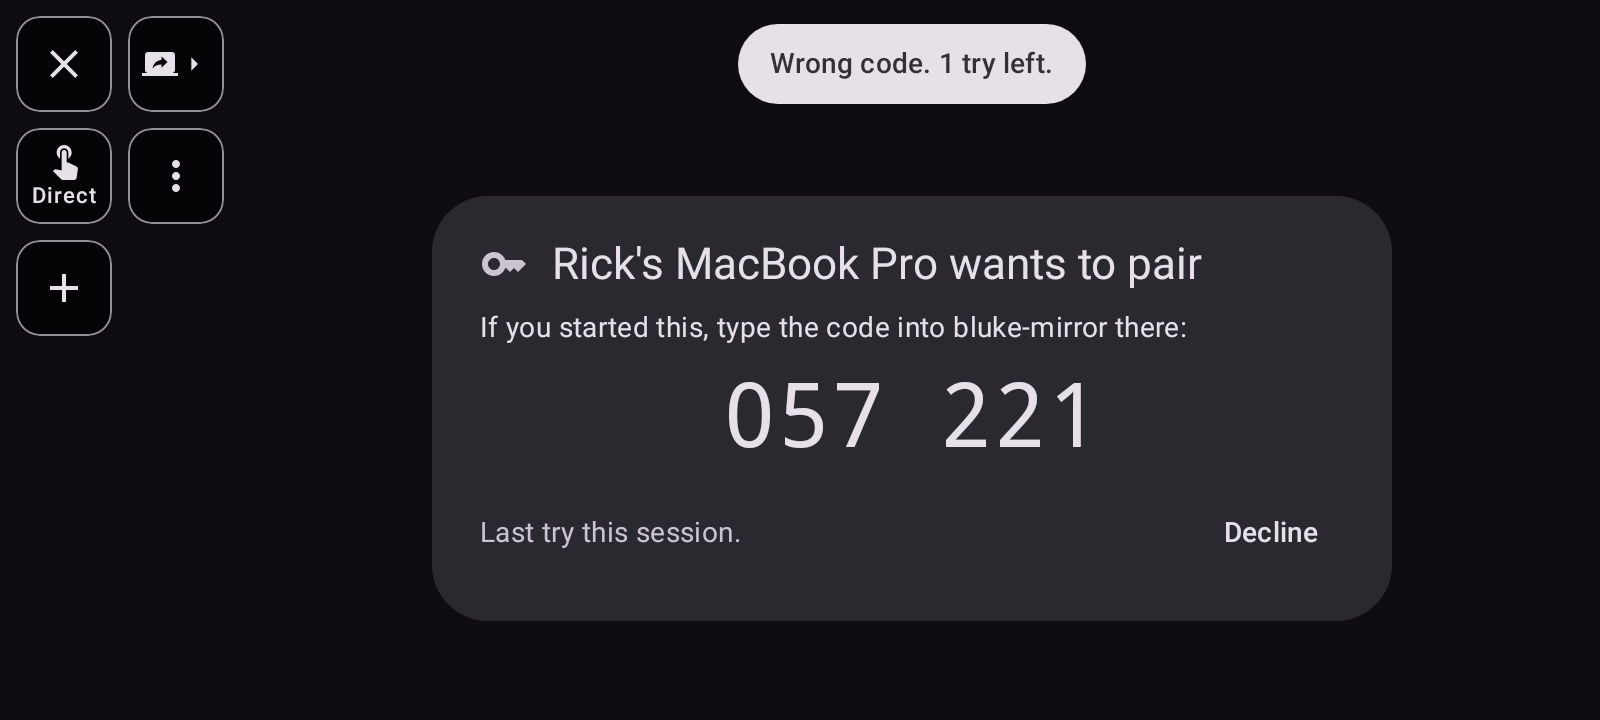 Wrong code. 1 try left.
Direct
Rick's MacBook Pro wants to pair
If you started this, type the code into bluke-mirror there:
057 221
Last try this session.
Decline